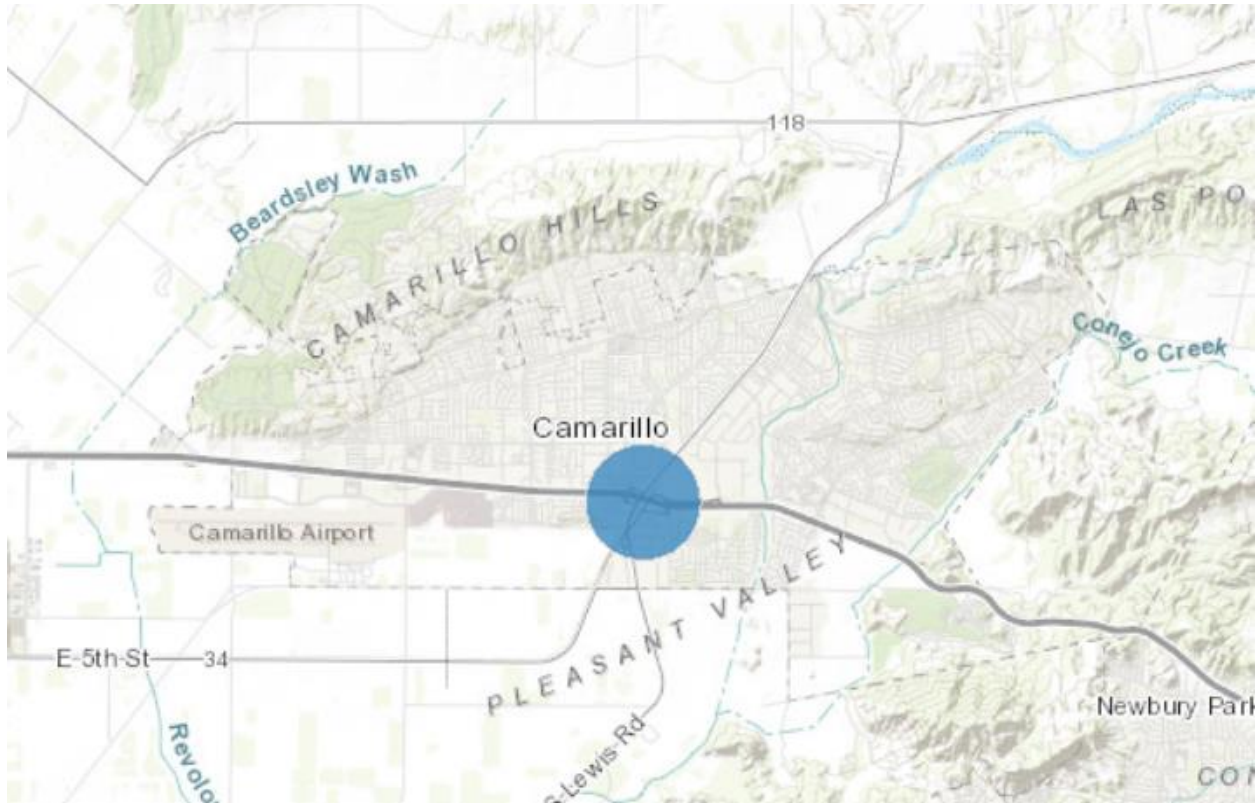 118
Beardsley Wash
CAMARILLO HILLS
LAS PO
Conejo Creek
Camarillo
Camarillo Airport
PLEASANT VALLEY
E-5th-St
34
Newbury Park
Revolo
S-Lewis-Rd
CON